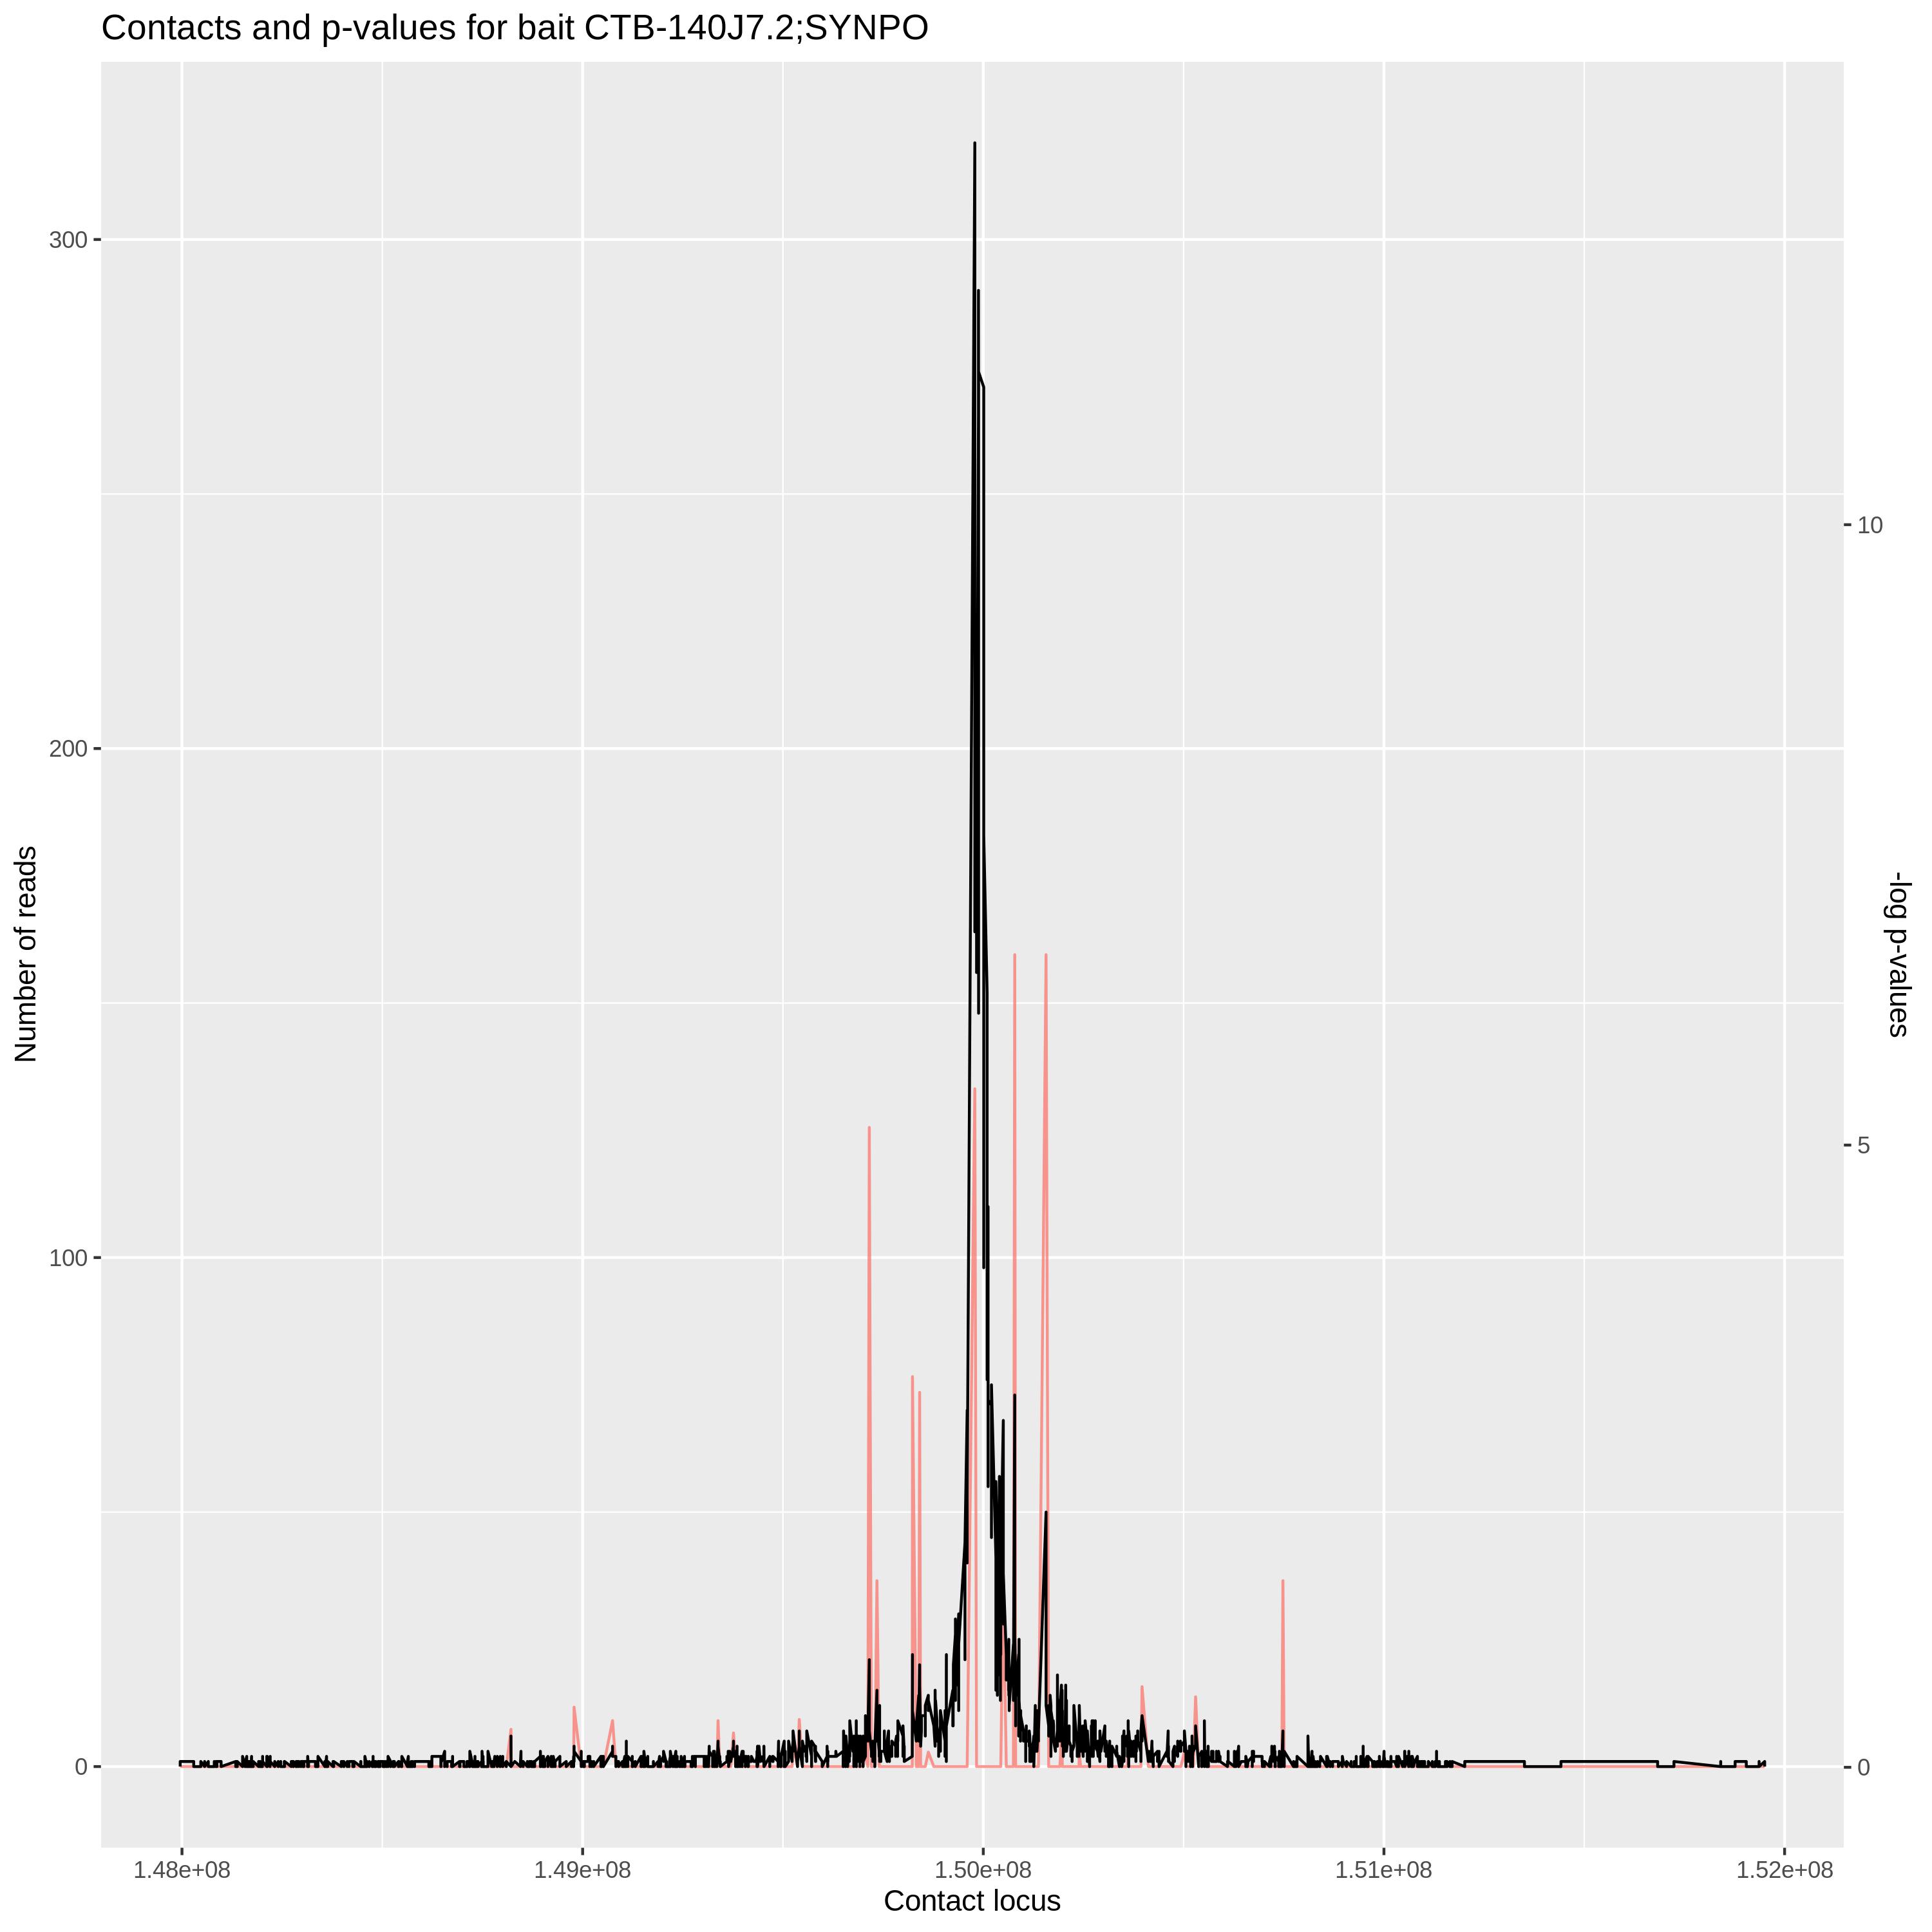 Contacts and p-values for bait CTB-140J7.2;SYNPO
300
200
100
0
Number of reads
10
5
0
-log p-values
1.48e+08
1.49e+08
1.50e+08
1.51e+08
1.52e+08
Contact locus